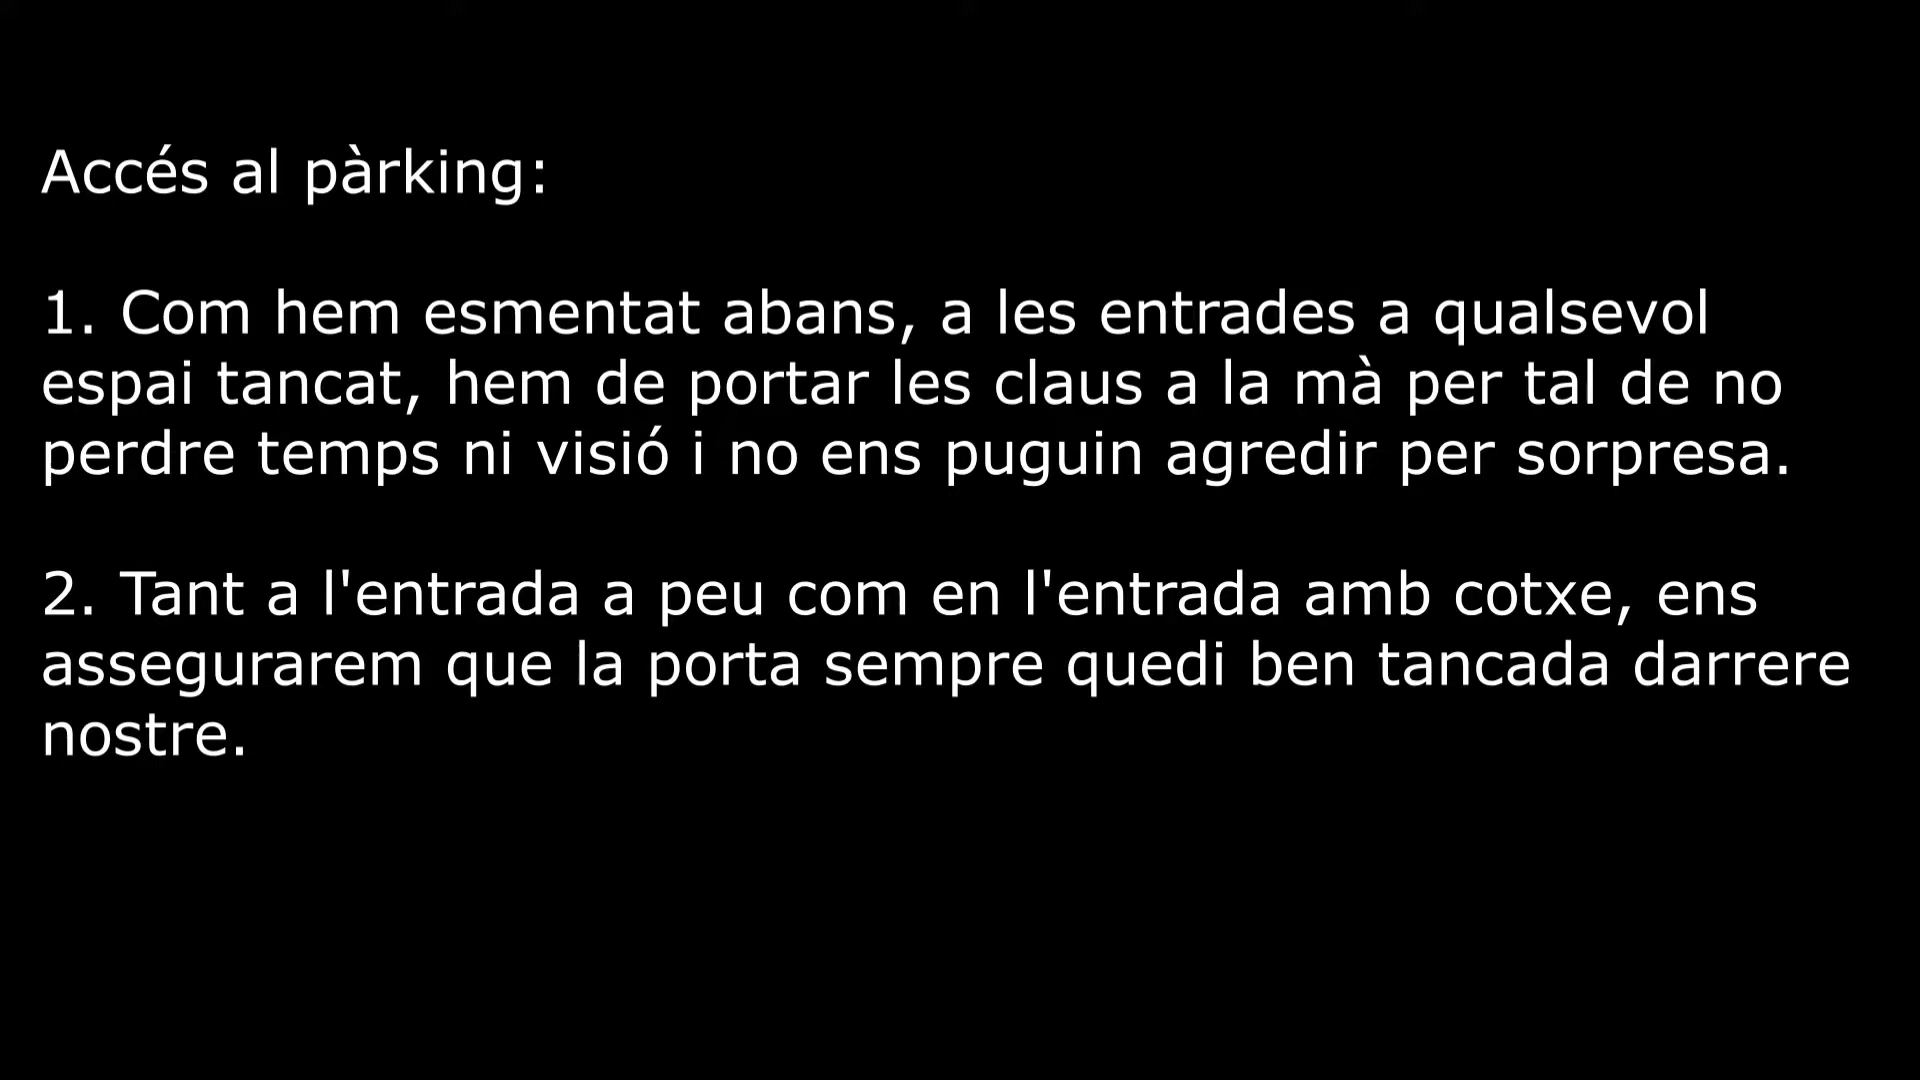 Accés al pàrking:
1. Com hem esmentat abans, a les entrades a qualsevol
espai tancat, hem de portar les claus a la mà per tal de no
perdre temps ni visió i no ens puguin agredir per sorpresa.
2. Tant a l'entrada a peu com en l'entrada amb cotxe, ens
assegurarem que la porta sempre quedi ben tancada darrere
nostre.